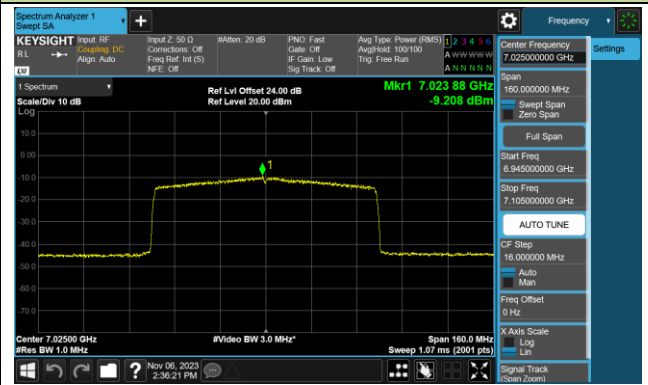 Spectrum Analyzer 1
Swept SA
Frequency
KEYSIGHT
RL
LXI
Input: RF
Coupling: DC
Align: Auto
Input Z: 50 Ω
Corrections: Off
Freq Ref: Int (S)
NFE: Off
#Atten: 20 dB
PNO: Fast
Gate: Off
IF Gain: Low
Sig Track: Off
Avg Type: Power (RMS)
Avg|Hold: 100/100
Trig: Free Run
1 2 3 4 5 6
A W W W W W
A N N N N N
Center Frequency
7.025000000 GHz
Settings
Span
160.000000 MHz
Swept Span
Zero Span
Full Span
Start Freq
6.945000000 GHz
Stop Freq
7.105000000 GHz
AUTO TUNE
CF Step
16.000000 MHz
Auto
Man
Freq Offset
0 Hz
X Axis Scale
Log
Lin
Signal Track
(Span Zoom)
1 Spectrum
Scale/Div 10 dB
Log
Ref Lvl Offset 24.00 dB
Ref Level 20.00 dBm
Mkr1 7.023 88 GHz
-9.208 dBm
10.0
0.00
-10.0
-20.0
-30.0
-40.0
-50.0
-60.0
-70.0
1
Center 7.02500 GHz
#Res BW 1.0 MHz
#Video BW 3.0 MHz*
Span 160.0 MHz
Sweep 1.07 ms (2001 pts)
Nov 06, 2023
2:36:21 PM